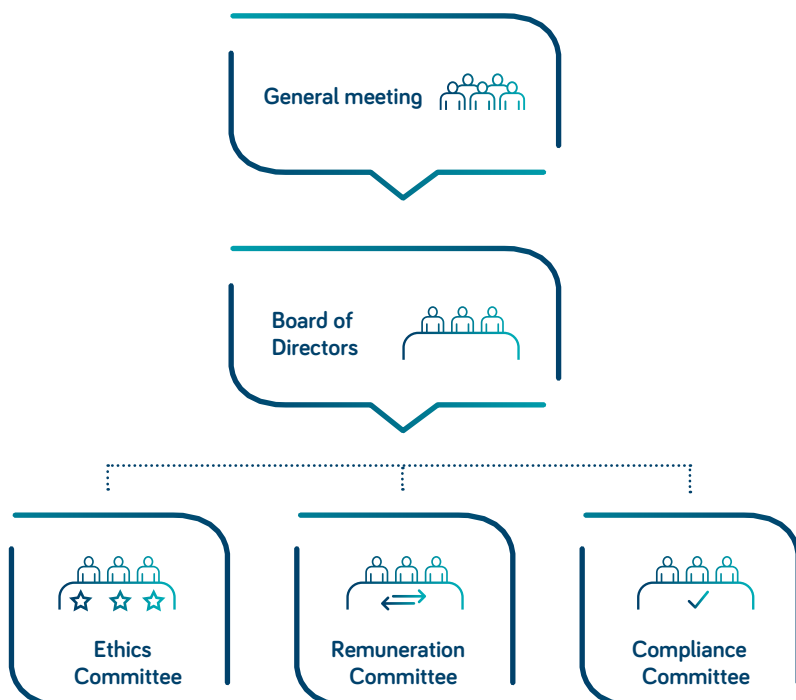 General meeting
Board of
Directors
Ethics
Committee
Remuneration
Committee
Compliance
Committee